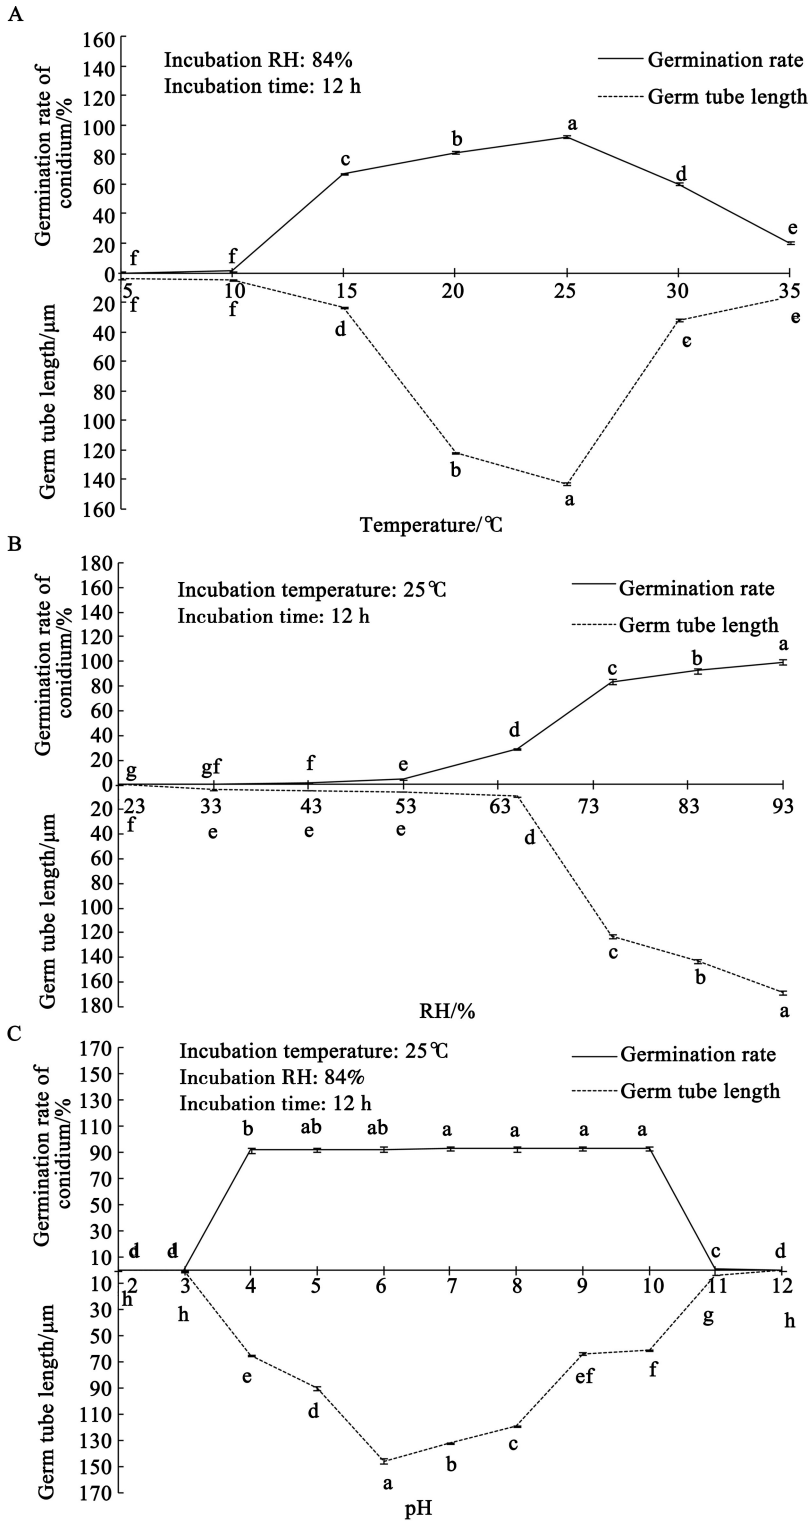 A
160
140
120
100
80
60
40
20
0
20
40
60
80
100
120
140
160
Germination rate of
conidium/%
Germ tube length/μm
Incubation RH: 84%
Incubation time: 12 h
Germination rate
Germ tube length
f f c b a d e
5 10 15 20 25 30 35
f f d b a c e
Temperature/℃
B
180
160
140
120
100
80
60
40
20
0
20
40
60
80
100
120
140
160
180
Germination rate of
conidium/%
Germ tube length/μm
Incubation temperature: 25℃
Incubation time: 12 h
Germination rate
Germ tube length
g gf f e d c b a
23 33 43 53 63 73 83 93
f e e e d c b a
RH/%
C
170
150
130
110
90
70
50
30
10
10
30
50
70
90
110
130
150
170
Germination rate of
conidium/%
Germ tube length/μm
Incubation temperature: 25℃
Incubation RH: 84%
Incubation time: 12 h
Germination rate
Germ tube length
d d b ab ab a a a a c d
2 3 4 5 6 7 8 9 10 11 12
h h e d a b c ef f g h
pH